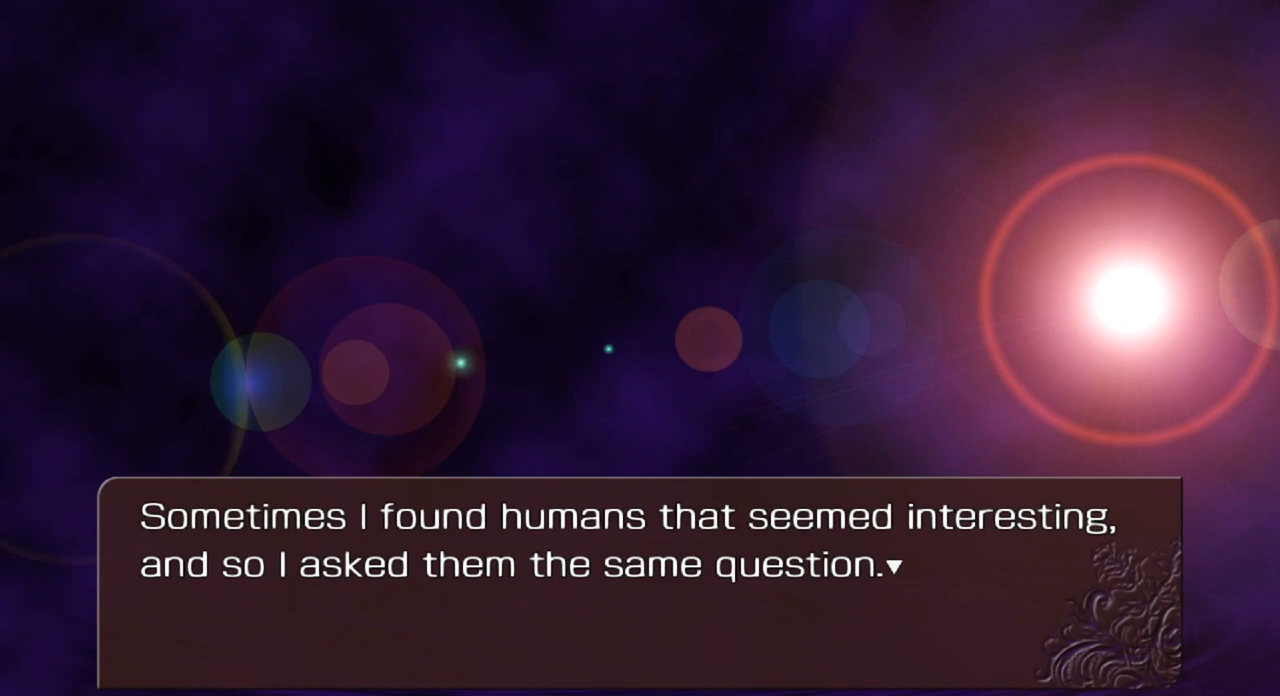 Sometimes I found humans that seemed interesting,
and so I asked them the same question.▼